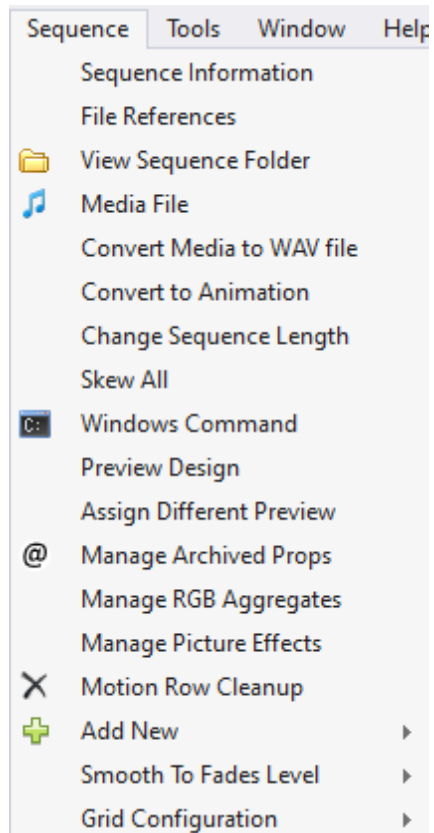 Sequence Tools Window Help
Sequence Information
File References
View Sequence Folder
Media File
Convert Media to WAV file
Convert to Animation
Change Sequence Length
Skew All
C: Windows Command
Preview Design
Assign Different Preview
@ Manage Archived Props
Manage RGB Aggregates
Manage Picture Effects
Motion Row Cleanup
Add New
Smooth To Fades Level
Grid Configuration